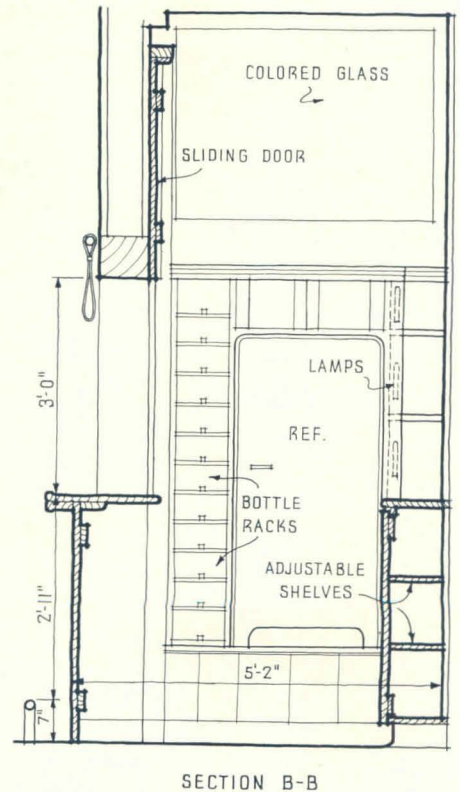 COLORED GLASS
SLIDING DOOR
3'-0"
LAMPS
REF.
BOTTLE
RACKS
ADJUSTABLE
SHELVES
2'-11"
5'-2"
7"
SECTION B-B